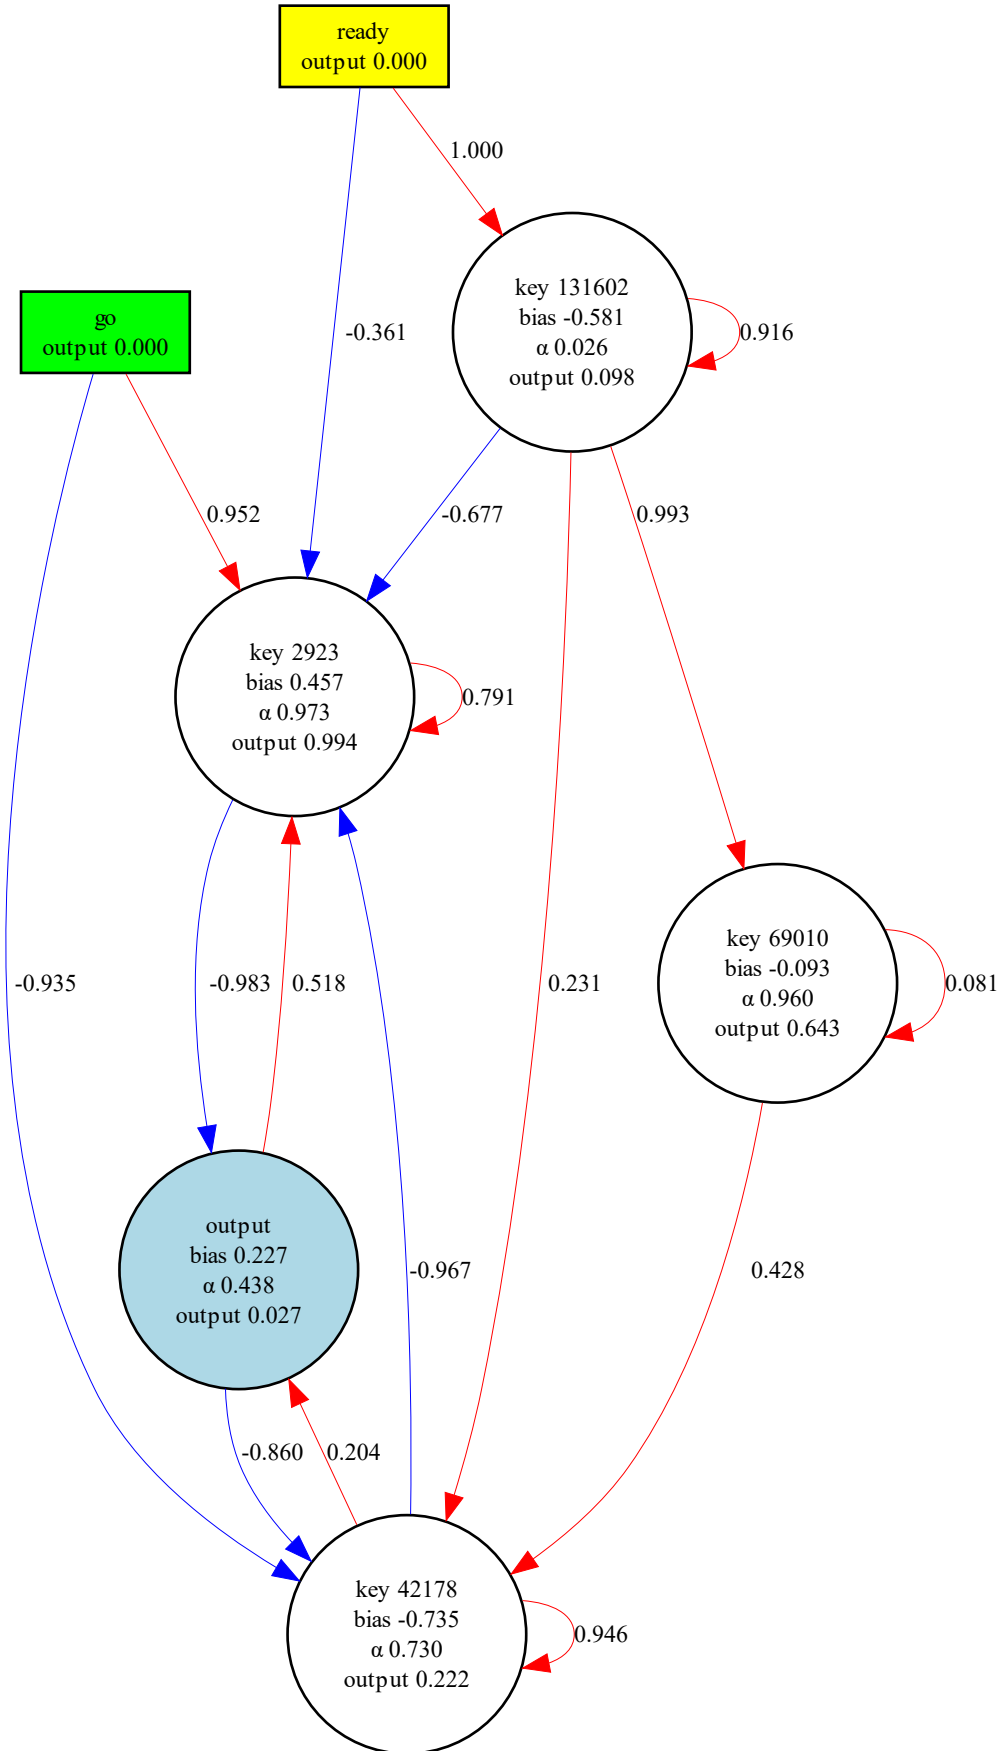 ready
output 0.000
1.000
key 131602
bias -0.581
α 0.026
output 0.098
0.916
-0.361
go
output 0.000
0.952
-0.677
0.993
key 2923
bias 0.457
α 0.973
output 0.994
0.791
key 69010
bias -0.093
α 0.960
output 0.643
0.081
-0.935
-0.983
0.518
0.231
output
bias 0.227
α 0.438
output 0.027
-0.967
0.428
-0.860
0.204
key 42178
bias -0.735
α 0.730
output 0.222
0.946